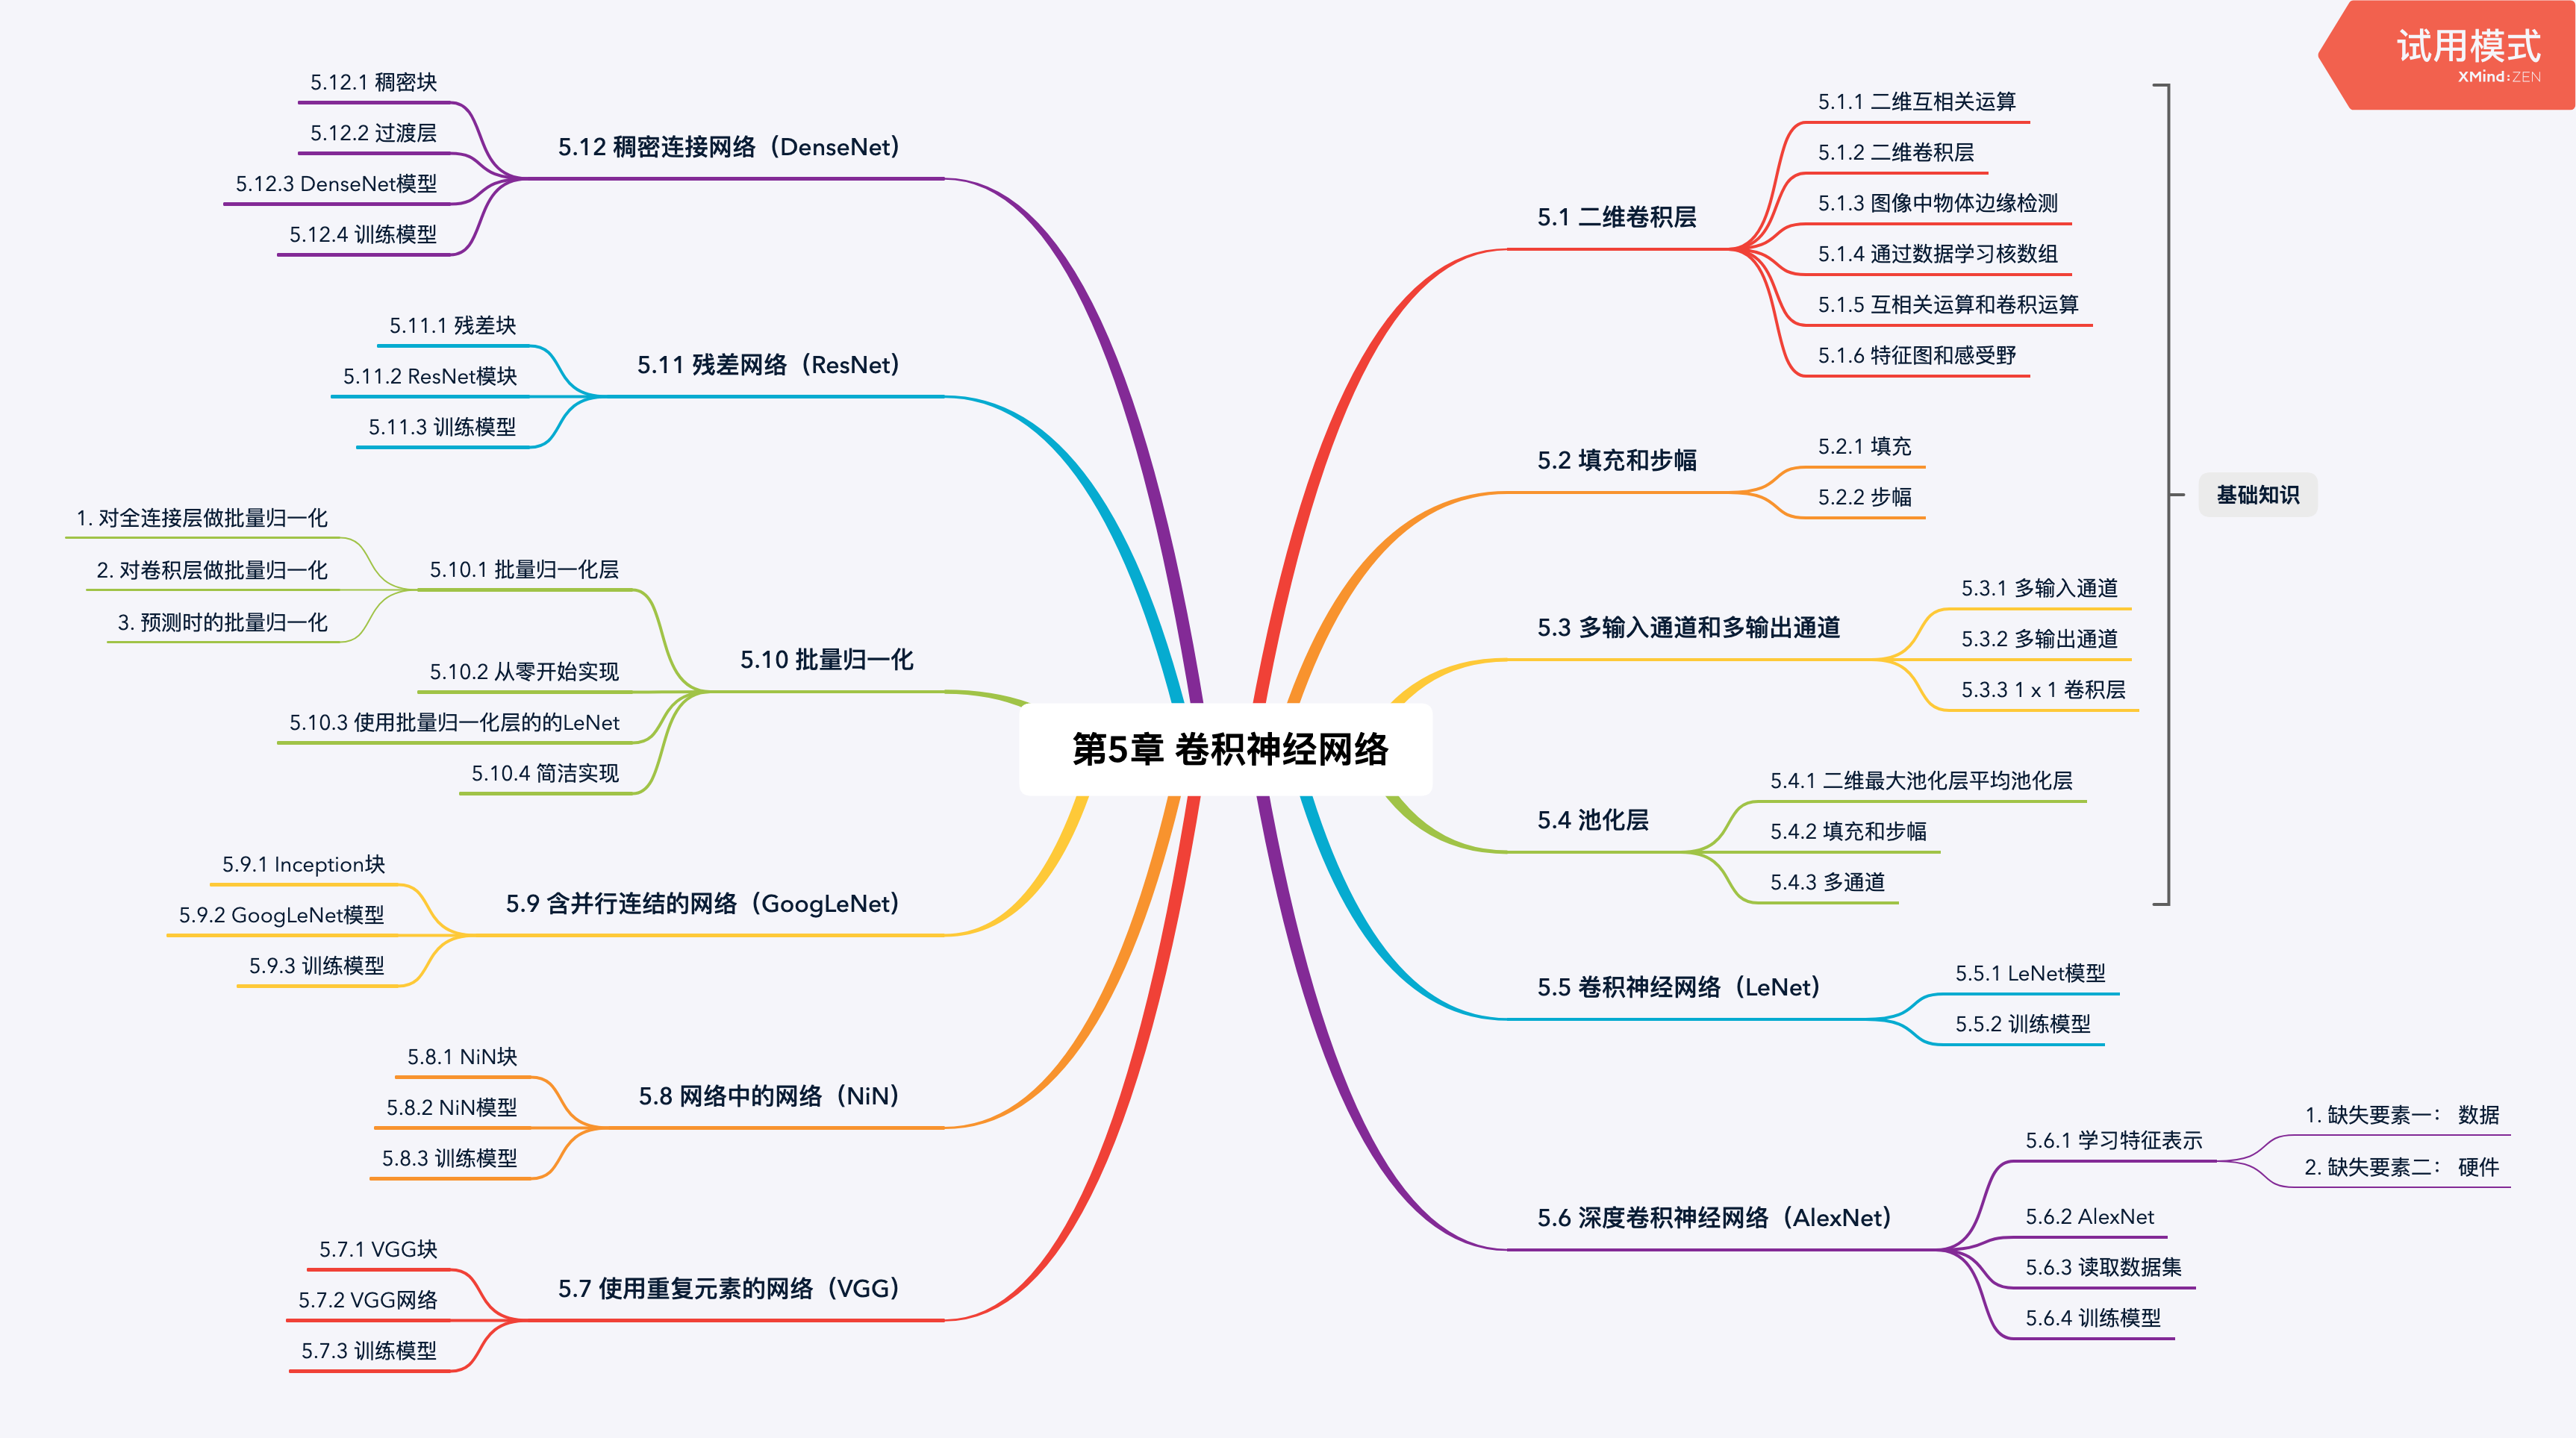 试用模式
XMind:ZEN
第5章 卷积神经网络
5.1 二维卷积层
5.1.1 二维互相关运算
5.1.2 二维卷积层
5.1.3 图像中物体边缘检测
5.1.4 通过数据学习核数组
5.1.5 互相关运算和卷积运算
5.1.6 特征图和感受野
5.2 填充和步幅
5.2.1 填充
5.2.2 步幅
5.3 多输入通道和多输出通道
5.3.1 多输入通道
5.3.2 多输出通道
5.3.3 1 x 1 卷积层
5.4 池化层
5.4.1 二维最大池化层平均池化层
5.4.2 填充和步幅
5.4.3 多通道
基础知识
5.5 卷积神经网络（LeNet）
5.5.1 LeNet模型
5.5.2 训练模型
5.6 深度卷积神经网络（AlexNet）
5.6.1 学习特征表示
1. 缺失要素一： 数据
2. 缺失要素二： 硬件
5.6.2 AlexNet
5.6.3 读取数据集
5.6.4 训练模型
5.7 使用重复元素的网络（VGG）
5.7.1 VGG块
5.7.2 VGG网络
5.7.3 训练模型
5.8 网络中的网络（NiN）
5.8.1 NiN块
5.8.2 NiN模型
5.8.3 训练模型
5.9 含并行连结的网络（GoogLeNet）
5.9.1 Inception块
5.9.2 GoogLeNet模型
5.9.3 训练模型
5.10 批量归一化
5.10.1 批量归一化层
1. 对全连接层做批量归一化
2. 对卷积层做批量归一化
3. 预测时的批量归一化
5.10.2 从零开始实现
5.10.3 使用批量归一化层的的LeNet
5.10.4 简洁实现
5.11 残差网络（ResNet）
5.11.1 残差块
5.11.2 ResNet模块
5.11.3 训练模型
5.12 稠密连接网络（DenseNet）
5.12.1 稠密块
5.12.2 过渡层
5.12.3 DenseNet模型
5.12.4 训练模型